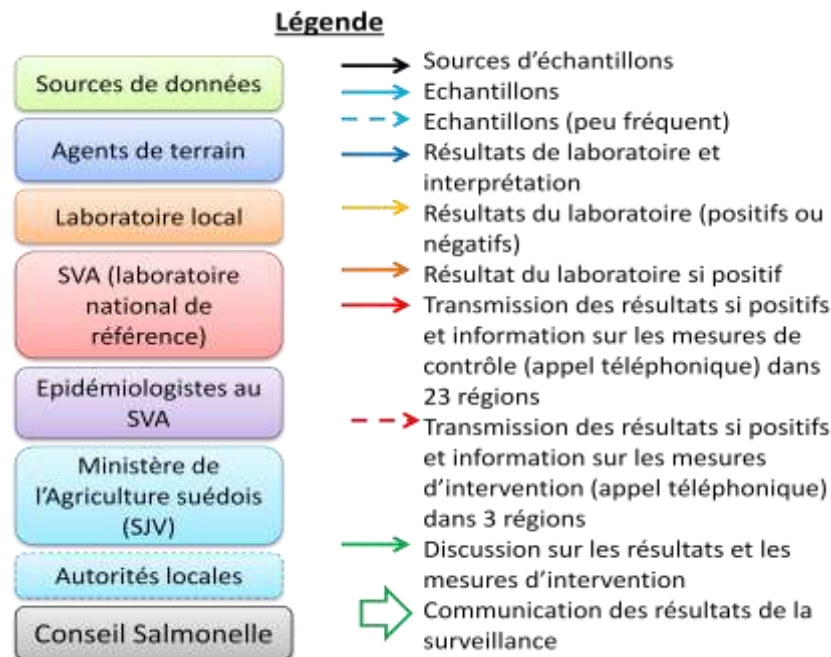 Légende
Sources de données
Agents de terrain
Laboratoire local
SVA (laboratoire
national de
référence)
Epidémiologistes au
SVA
Ministère de
l'Agriculture suédois
(SJV)
Autorités locales
Conseil Salmonelle
Sources d'échantillons
Echantillons
Echantillons (peu fréquent)
Résultats de laboratoire et
interprétation
Résultats du laboratoire (positifs ou
négatifs)
Résultat du laboratoire si positif
Transmission des résultats si positifs
et information sur les mesures de
contrôle (appel téléphonique) dans
23 régions
Transmission des résultats si positifs
et information sur les mesures
d'intervention (appel téléphonique)
dans 3 régions
Discussion sur les résultats et les
mesures d'intervention
Communication des résultats de la
surveillance